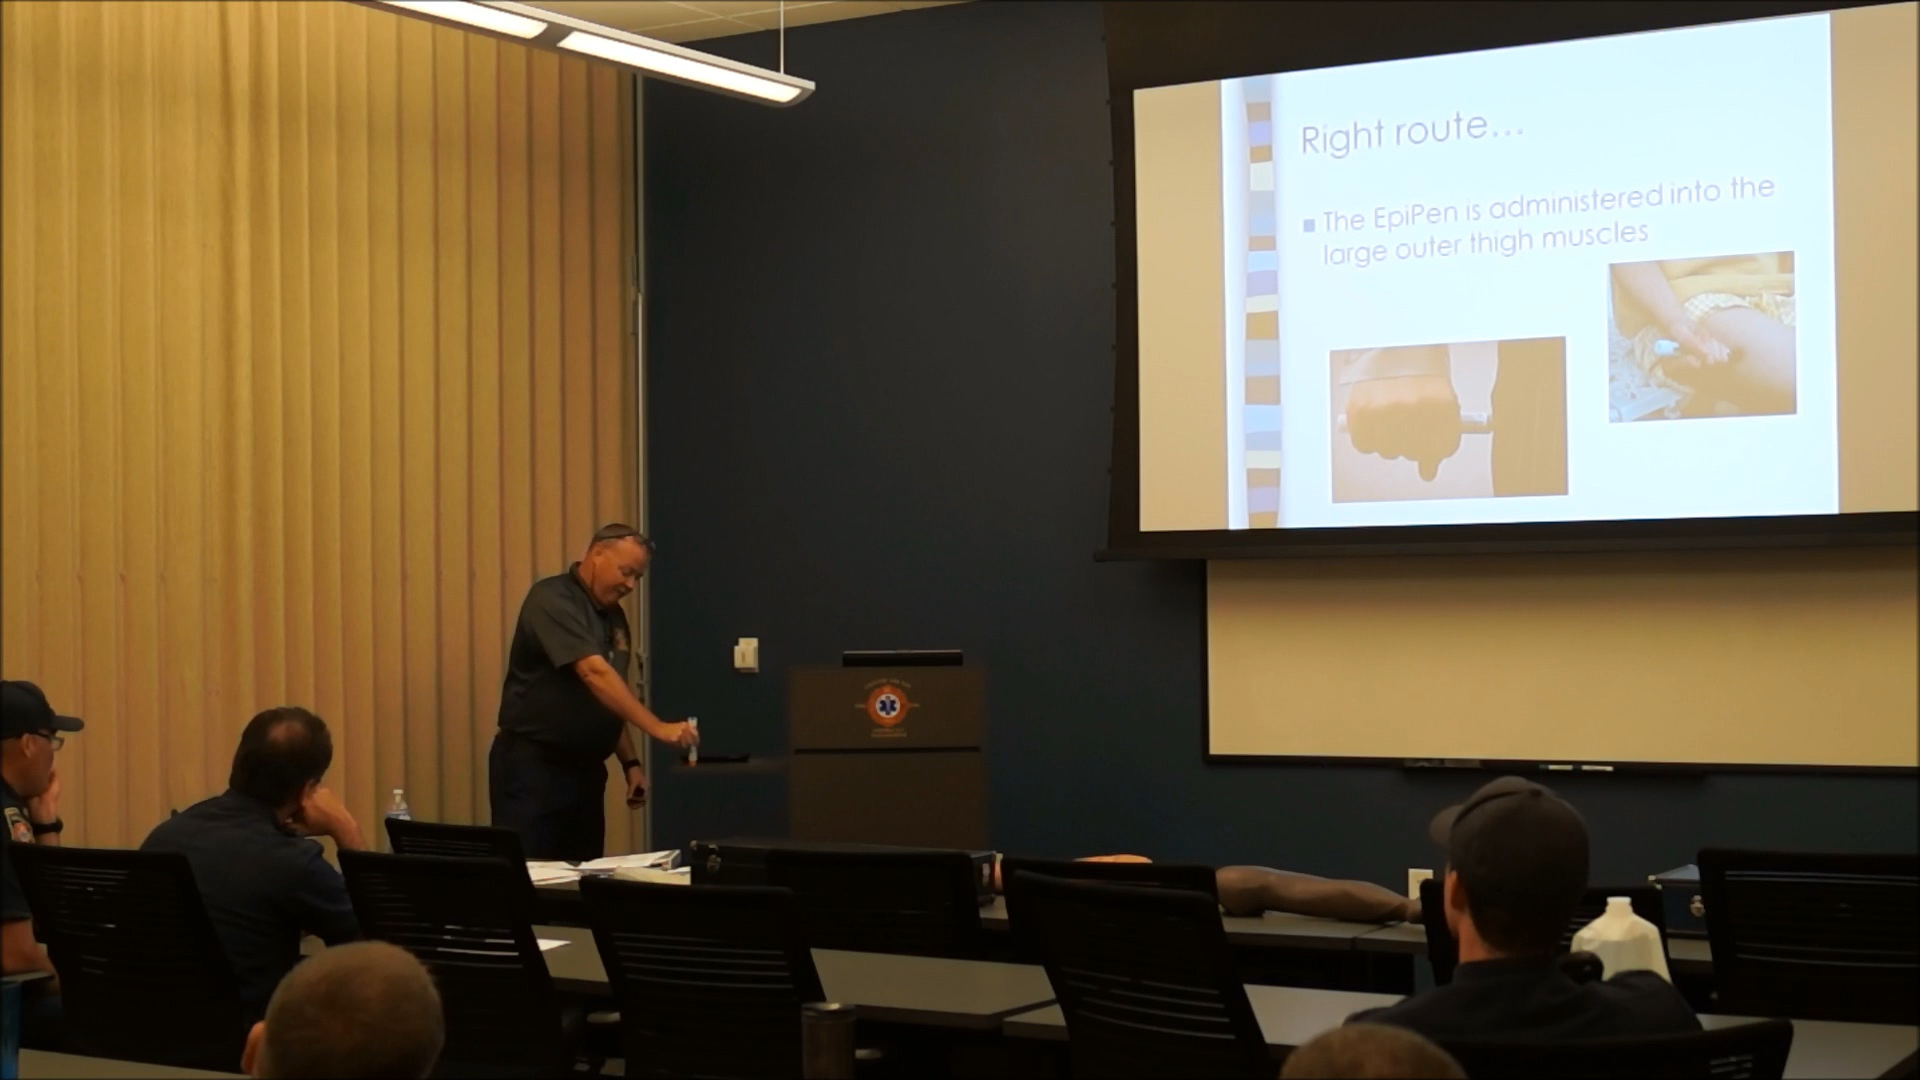 Right route...
The EpiPen is administered into the
large outer thigh muscles